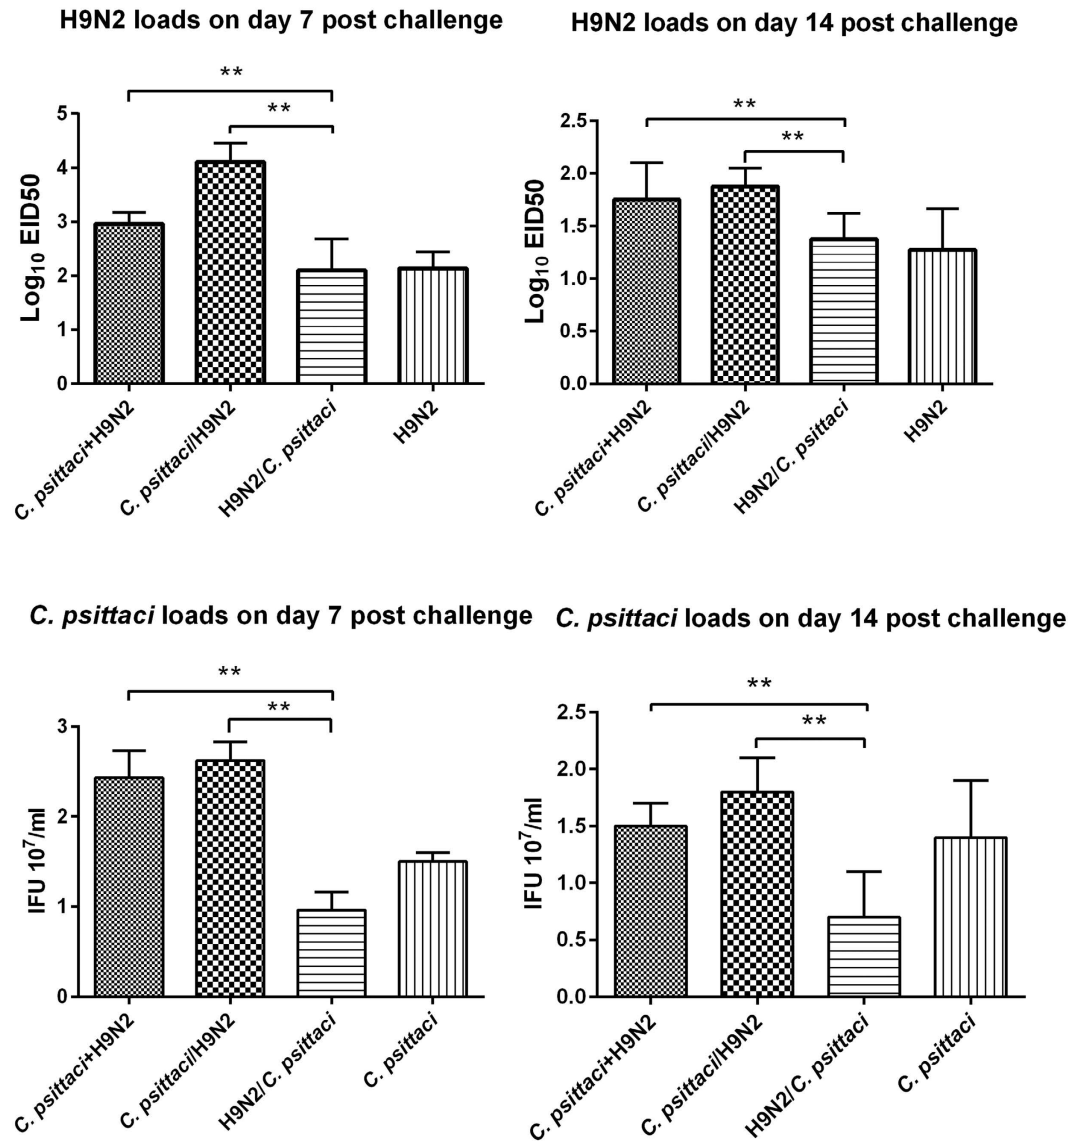 H9N2 loads on day 7 post challenge
**
**
5
4
3
2
1
0
Log10 EID50
C. psittaci+H9N2
C. psittaci/H9N2
H9N2/C. psittaci
H9N2
H9N2 loads on day 14 post challenge
**
**
2.5
2.0
1.5
1.0
0.5
0.0
Log10 EID50
C. psittaci+H9N2
C. psittaci/H9N2
H9N2/C. psittaci
H9N2
C. psittaci loads on day 7 post challenge
**
**
3
2
1
0
IFU 10^7/ml
C. psittaci+H9N2
C. psittaci/H9N2
H9N2/C. psittaci
C. psittaci
C. psittaci loads on day 14 post challenge
**
**
2.5
2.0
1.5
1.0
0.5
0.0
IFU 10^7/ml
C. psittaci+H9N2
C. psittaci/H9N2
H9N2/C. psittaci
C. psittaci